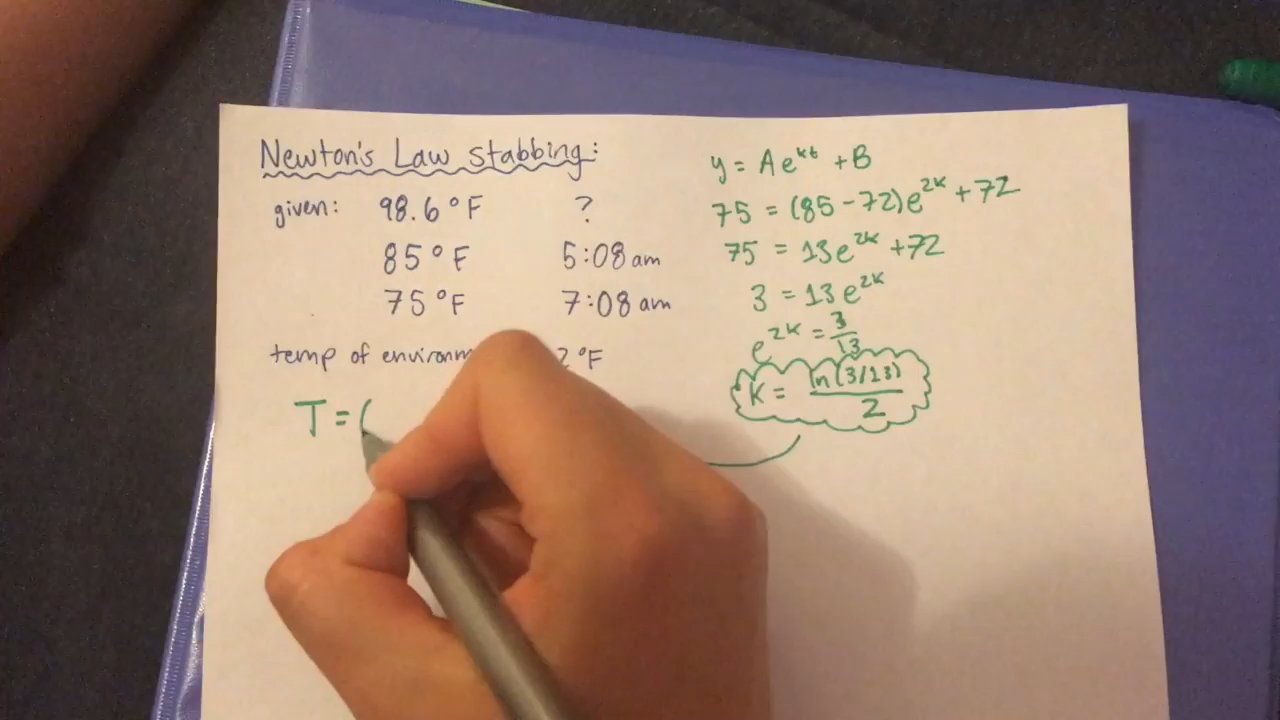 Newton's Law Stabbing:
given: 98.6°F ?
85°F 5:08 am
75°F 7:08 am
temp of 2°F
T = (
y = Ae^kt + B
75 = (85-72)e^2k + 72
75 = 13e^2k + 72
3 = 13e^2k
e^2k = 3/13
K = ln(3/13)/2